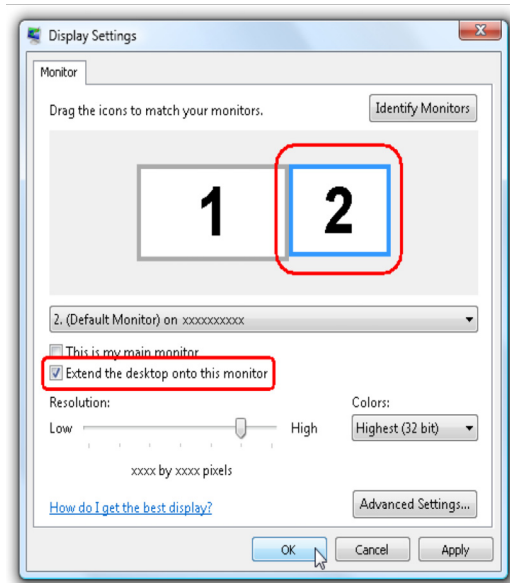 Display Settings
Monitor
Drag the icons to match your monitors.
Identify Monitors
1
2
2. (Default Monitor) on xxxxxxxxxx
This is my main monitor
Extend the desktop onto this monitor
Resolution:
Colors:
Low
High
Highest (32 bit)
xxxx by xxxx pixels
How do I get the best display?
Advanced Settings...
OK
Cancel
Apply